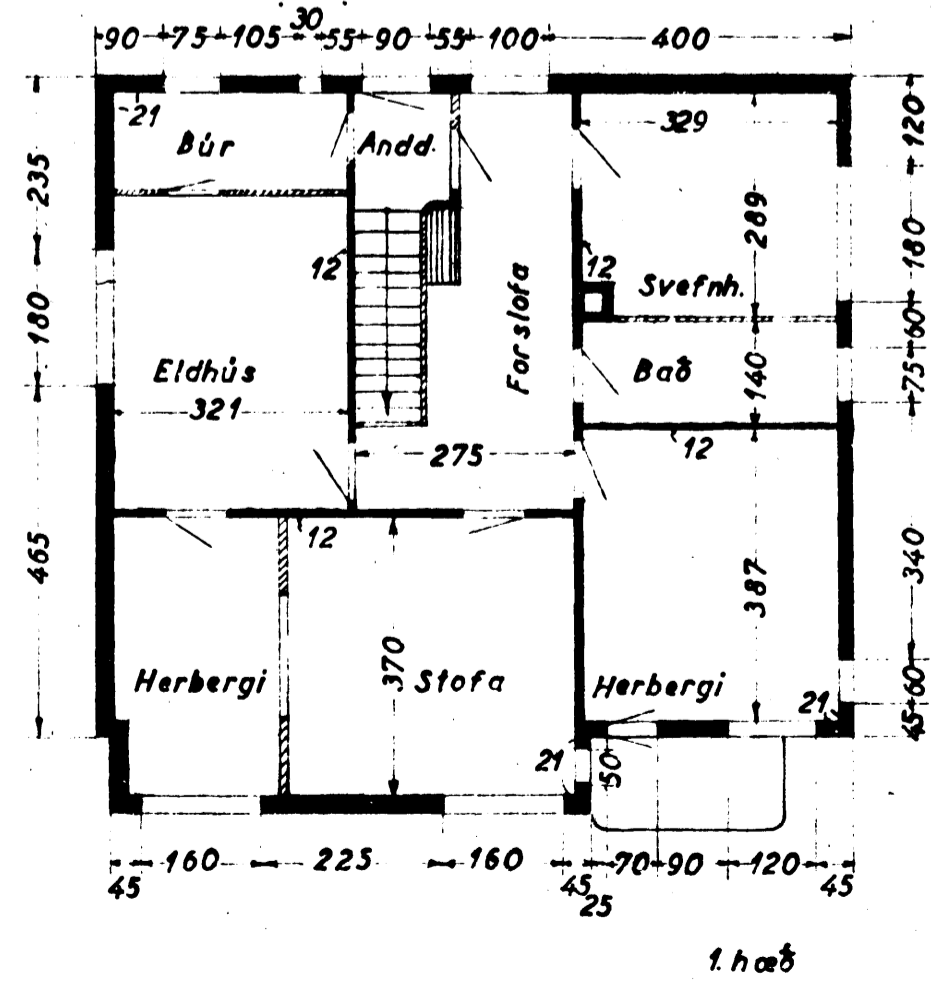 30
90 75 105 55 90 55 100 400
21
Búr
Andd.
329
120
235
289
12
12
Svefnh.
180
Forstofa
60
180
Eldhús
Bað
140
75
321
275
12
12
465
387
340
370
Herbergi
Stofa
Herbergi
21
60
45
21
50
160 225 160 70 90 120
45 45 25 45
1. hæð